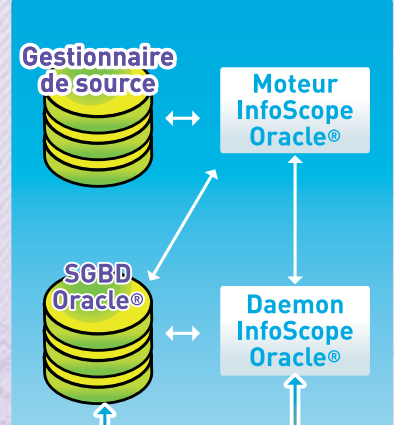 Gestionnaire
de source
Moteur
InfoScope
Oracle®
SGBD
Oracle®
Daemon
InfoScope
Oracle®